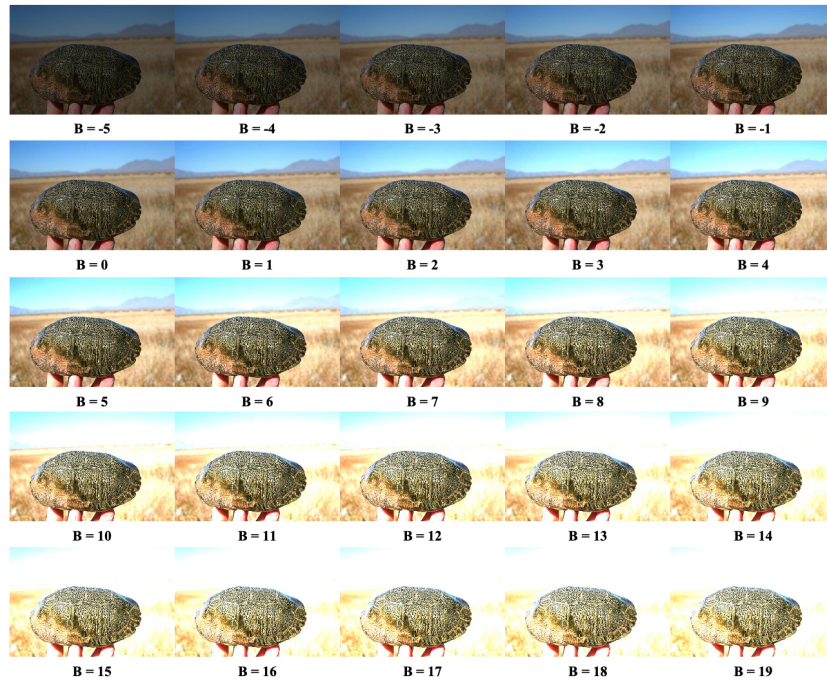 B = -5 B = -4 B = -3 B = -2 B = -1
B = 0 B = 1 B = 2 B = 3 B = 4
B = 5 B = 6 B = 7 B = 8 B = 9
B = 10 B = 11 B = 12 B = 13 B = 14
B = 15 B = 16 B = 17 B = 18 B = 19